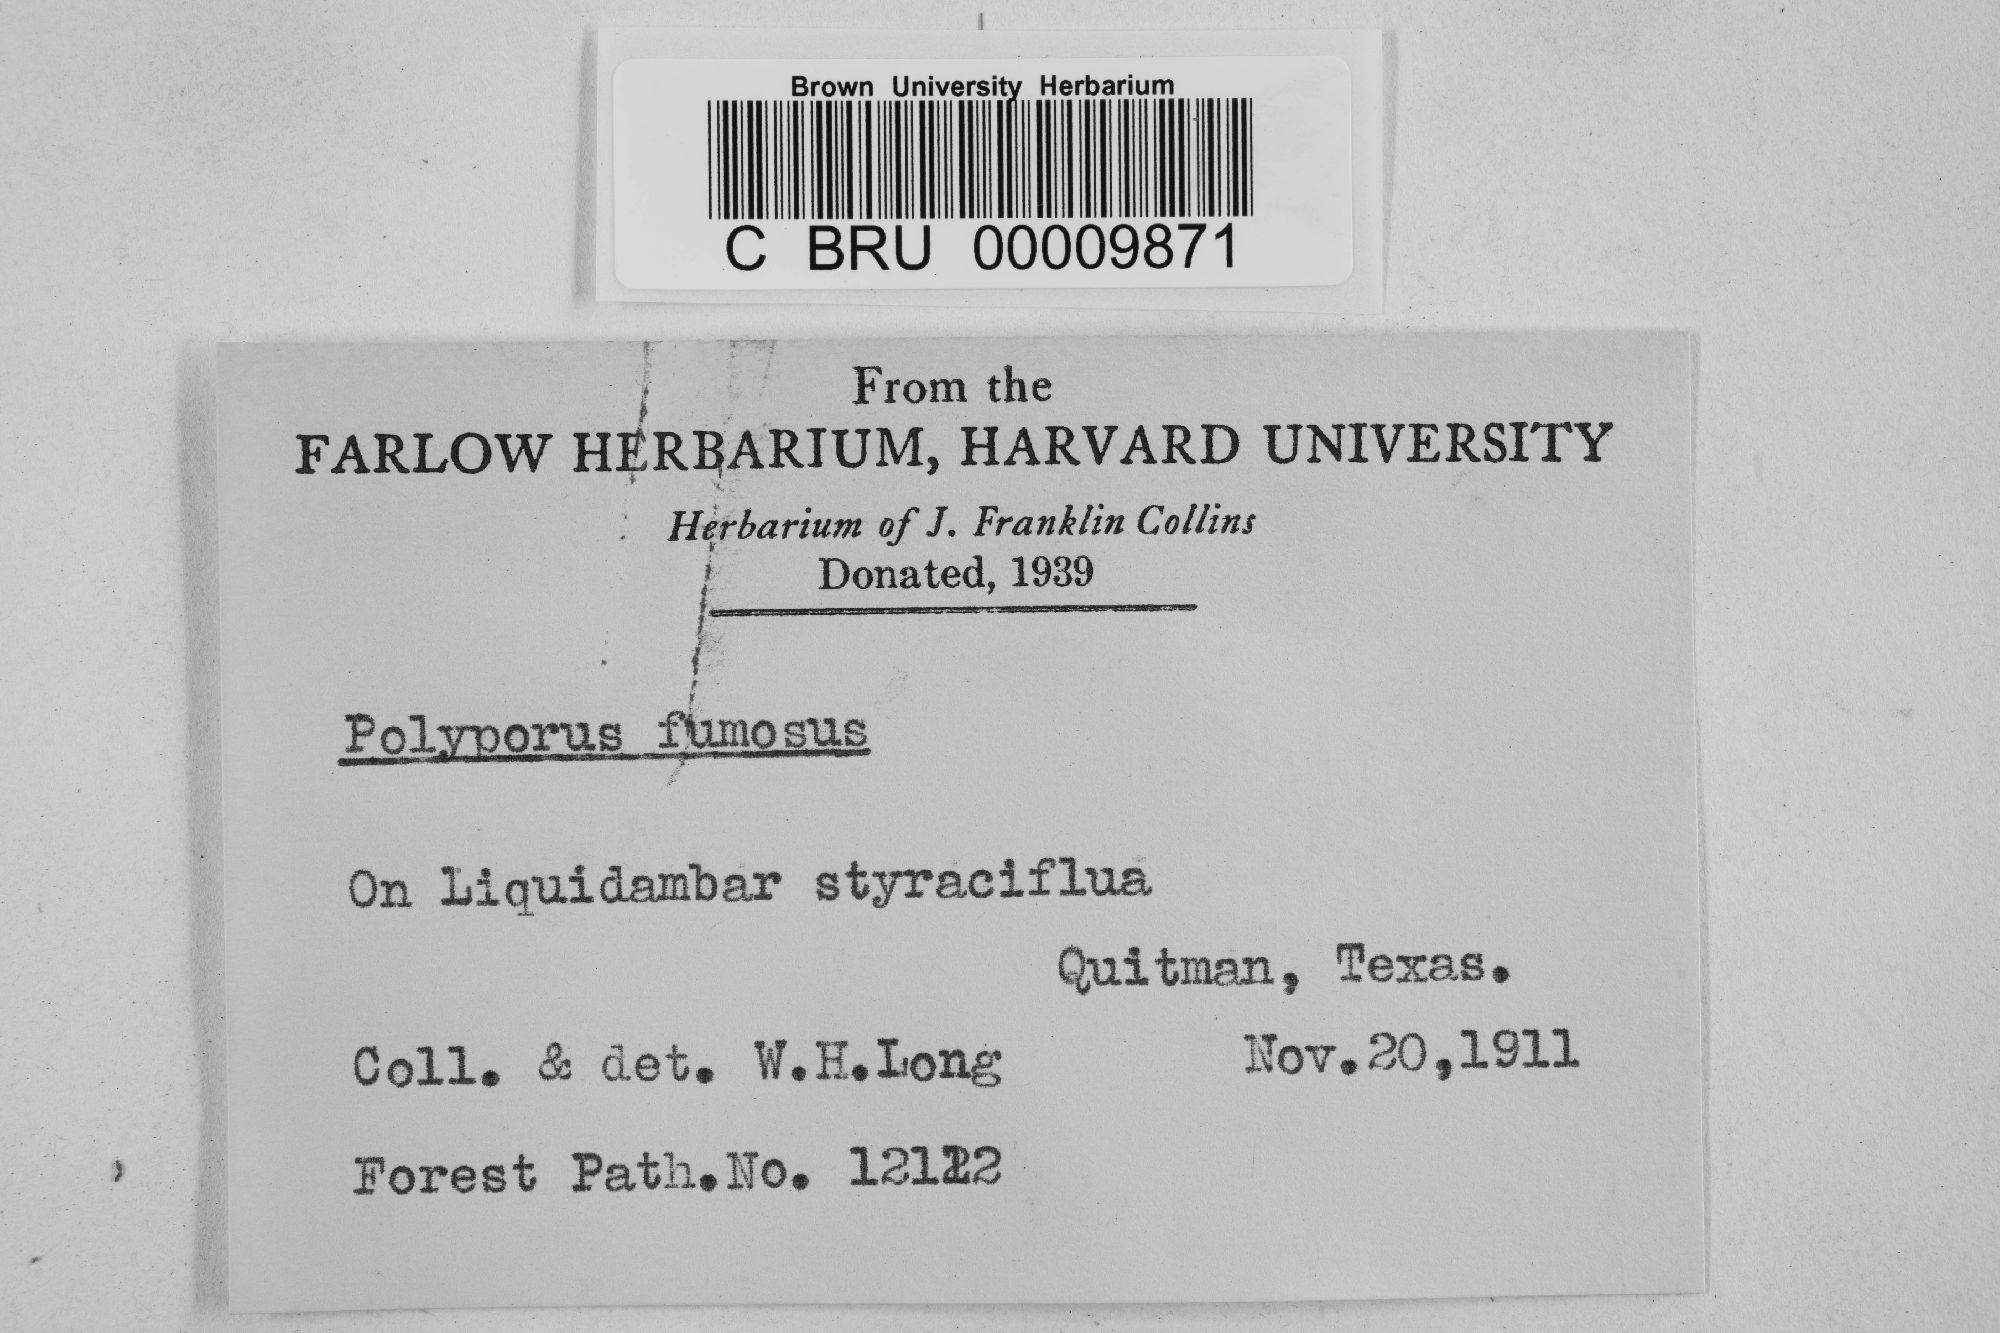 Brown University Herbarium
C BRU 00009871
From the
FARLOW HERBARIUM, HARVARD UNIVERSITY
Herbarium of J. Franklin Collins
Donated, 1939
Polyporus fumosus
On Liquidambar styraciflua
Quitman, Texas.
Coll. & det. W.H.Long Nov.20,1911
Forest Path.No.